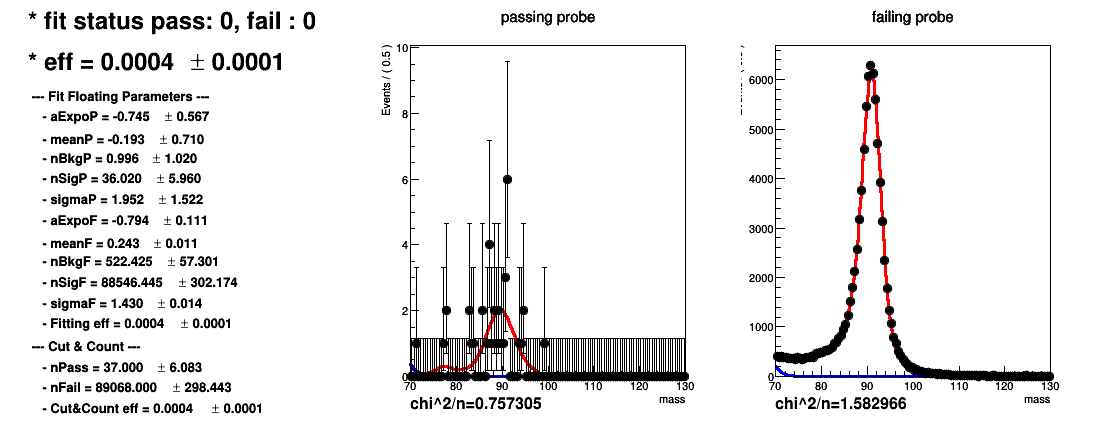 * fit status pass: 0, fail : 0
* eff = 0.0004 ± 0.0001
--- Fit Floating Parameters ---
- aExpoP = -0.745 ± 0.567
- meanP = -0.193 ± 0.710
- nBkgP = 0.996 ± 1.020
- nSigP = 36.020 ± 5.960
- sigmaP = 1.952 ± 1.522
- aExpoF = -0.794 ± 0.111
- meanF = 0.243 ± 0.011
- nBkgF = 522.425 ± 57.301
- nSigF = 88546.445 ± 302.174
- sigmaF = 1.430 ± 0.014
- Fitting eff = 0.0004 ± 0.0001
--- Cut & Count ---
- nPass = 37.000 ± 6.083
- nFail = 89068.000 ± 298.443
- Cut&Count eff = 0.0004 ± 0.0001
passing probe
Events / ( 0.5 )
10
8
6
4
2
0
70 80 90 100 110 120 130
mass
chi^2/n=0.757305
failing probe
6000
5000
4000
3000
2000
1000
0
70 80 90 100 110 120 130
mass
chi^2/n=1.582966